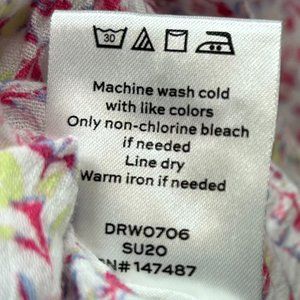 30
Machine wash cold
with like colors
Only non-chlorine bleach
if needed
Line dry
Warm iron if needed
DRW0706
SU20
N# 147487